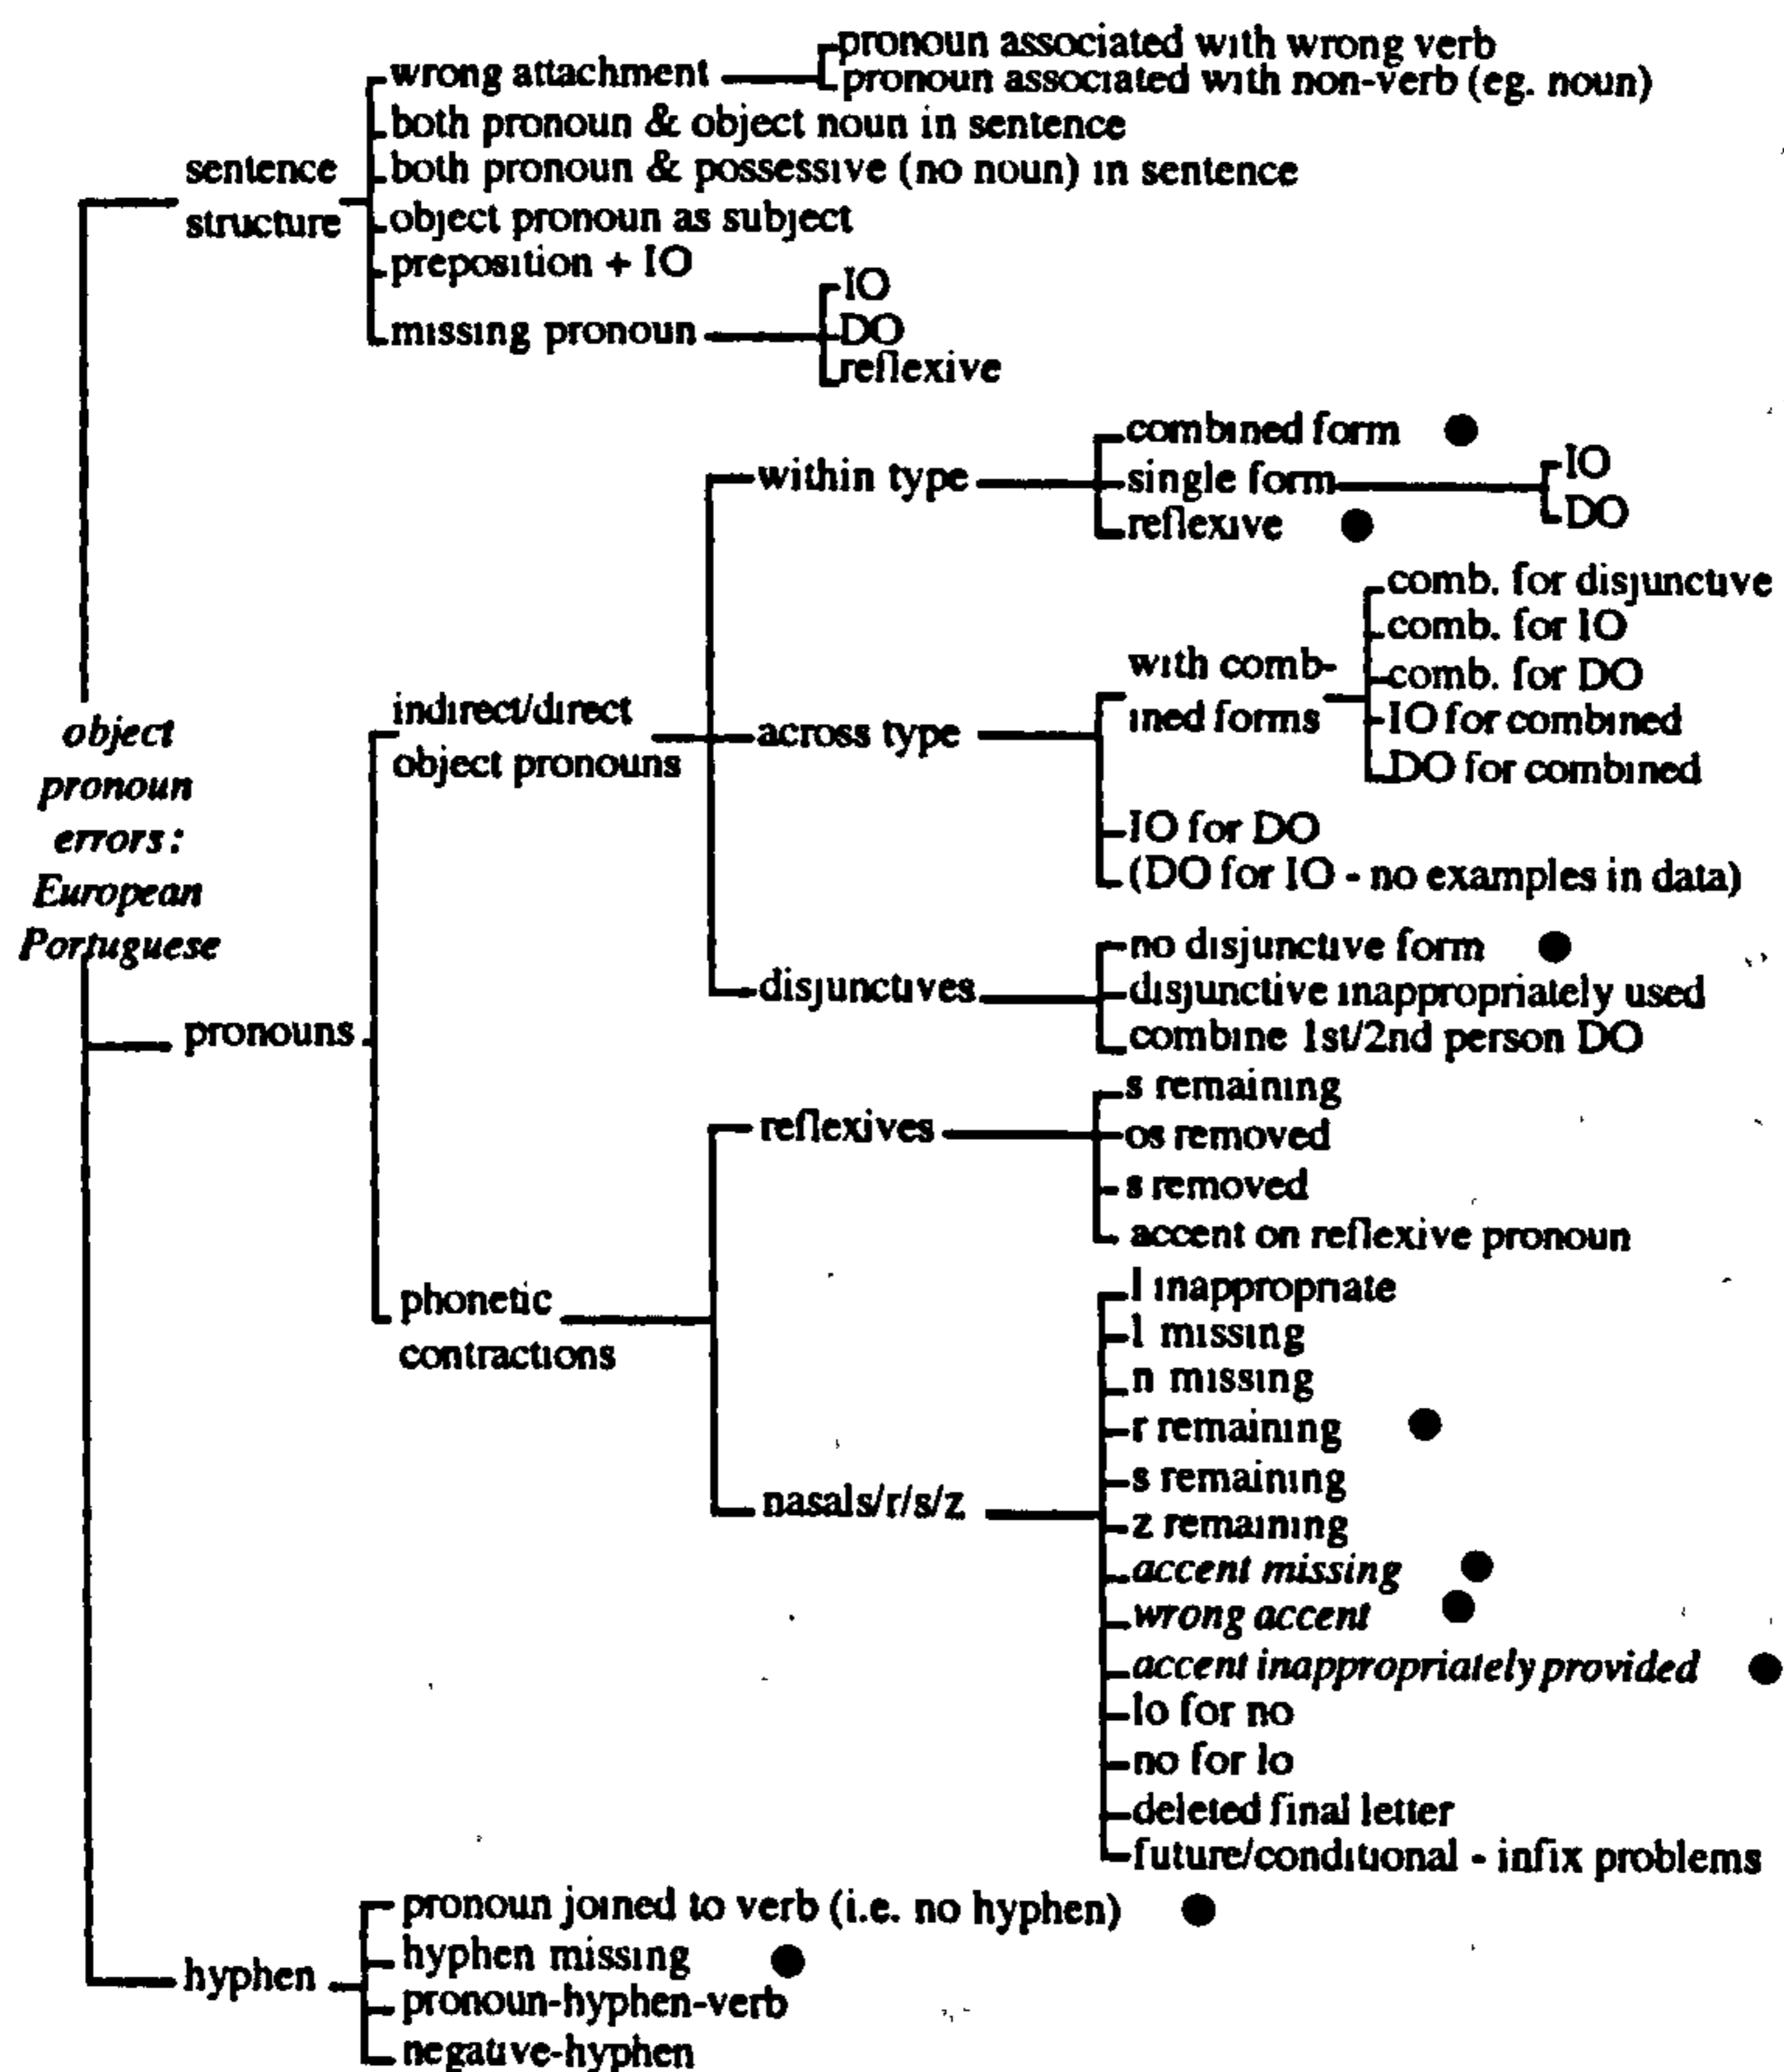 pronoun associated with wrong verb
wrong attachment
pronoun associated with non-verb (eg. noun)
both pronoun & object noun in sentence
both pronoun & possessive (no noun) in sentence
sentence
structure
object pronoun as subject
preposition + IO
missing pronoun
IO
DO
reflexive
object
pronoun
errors:
European
Portuguese
pronouns
indirect/direct
object pronouns
within type
combined form
single form
IO
DO
reflexive
across type
with comb-
ined forms
comb. for disjunctive
comb. for IO
comb. for DO
IO for combined
DO for combined
IO for DO
(DO for IO - no examples in data)
disjunctives
no disjunctive form
disjunctive inappropriately used
combine 1st/2nd person DO
phonetic
contractions
reflexives
s remaining
os removed
s removed
accent on reflexive pronoun
nasals/r/s/z
l inappropriate
l missing
n missing
r remaining
s remaining
z remaining
accent missing
wrong accent
accent inappropriately provided
lo for no
no for lo
deleted final letter
future/conditional - infix problems
hyphen
pronoun joined to verb (i.e. no hyphen)
hyphen missing
pronoun-hyphen-verb
negative-hyphen